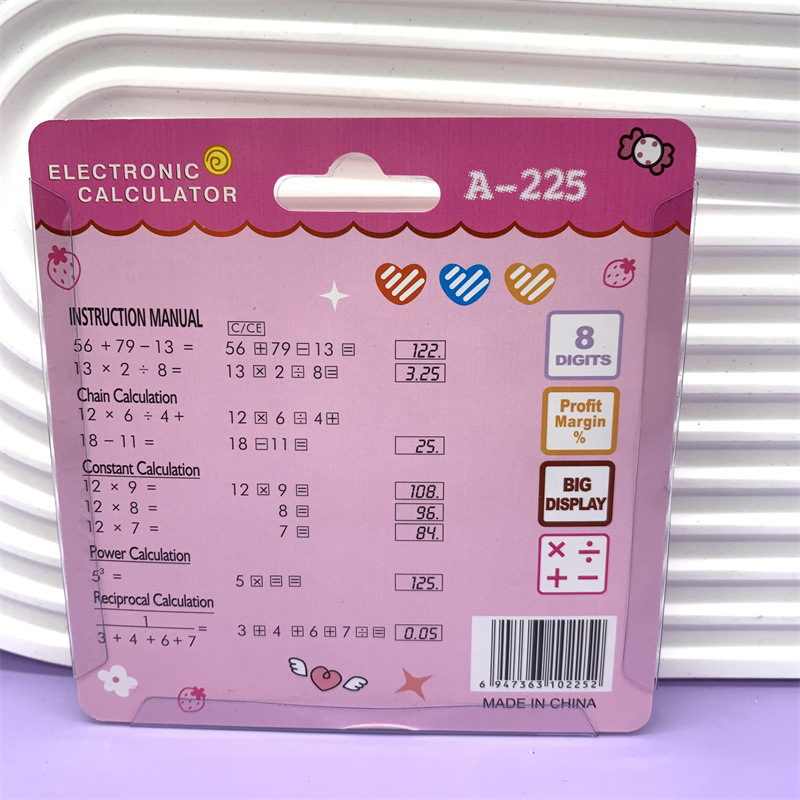 ELECTRONIC
CALCULATOR
A-225
INSTRUCTION MANUAL
C/CE
56 + 79 - 13 = 56 + 79 - 13 = 122.
13 × 2 ÷ 8 = 13 × 2 ÷ 8 = 3.25
Chain Calculation
12 × 6 ÷ 4 + 12 × 6 ÷ 4 +
18 - 11 = 18 - 11 = 25.
Constant Calculation
12 × 9 = 12 × 9 = 108.
12 × 8 = 8 = 96.
12 × 7 = 7 = 84.
Power Calculation
5³ = 5 × = = 125.
Reciprocal Calculation
1
3 + 4 + 6 + 7 = 3 + 4 + 6 + 7 ÷ = 0.05
8
DIGITS
Profit
Margin
%
BIG
DISPLAY
× ÷
+ −
6 947363 102252
MADE IN CHINA